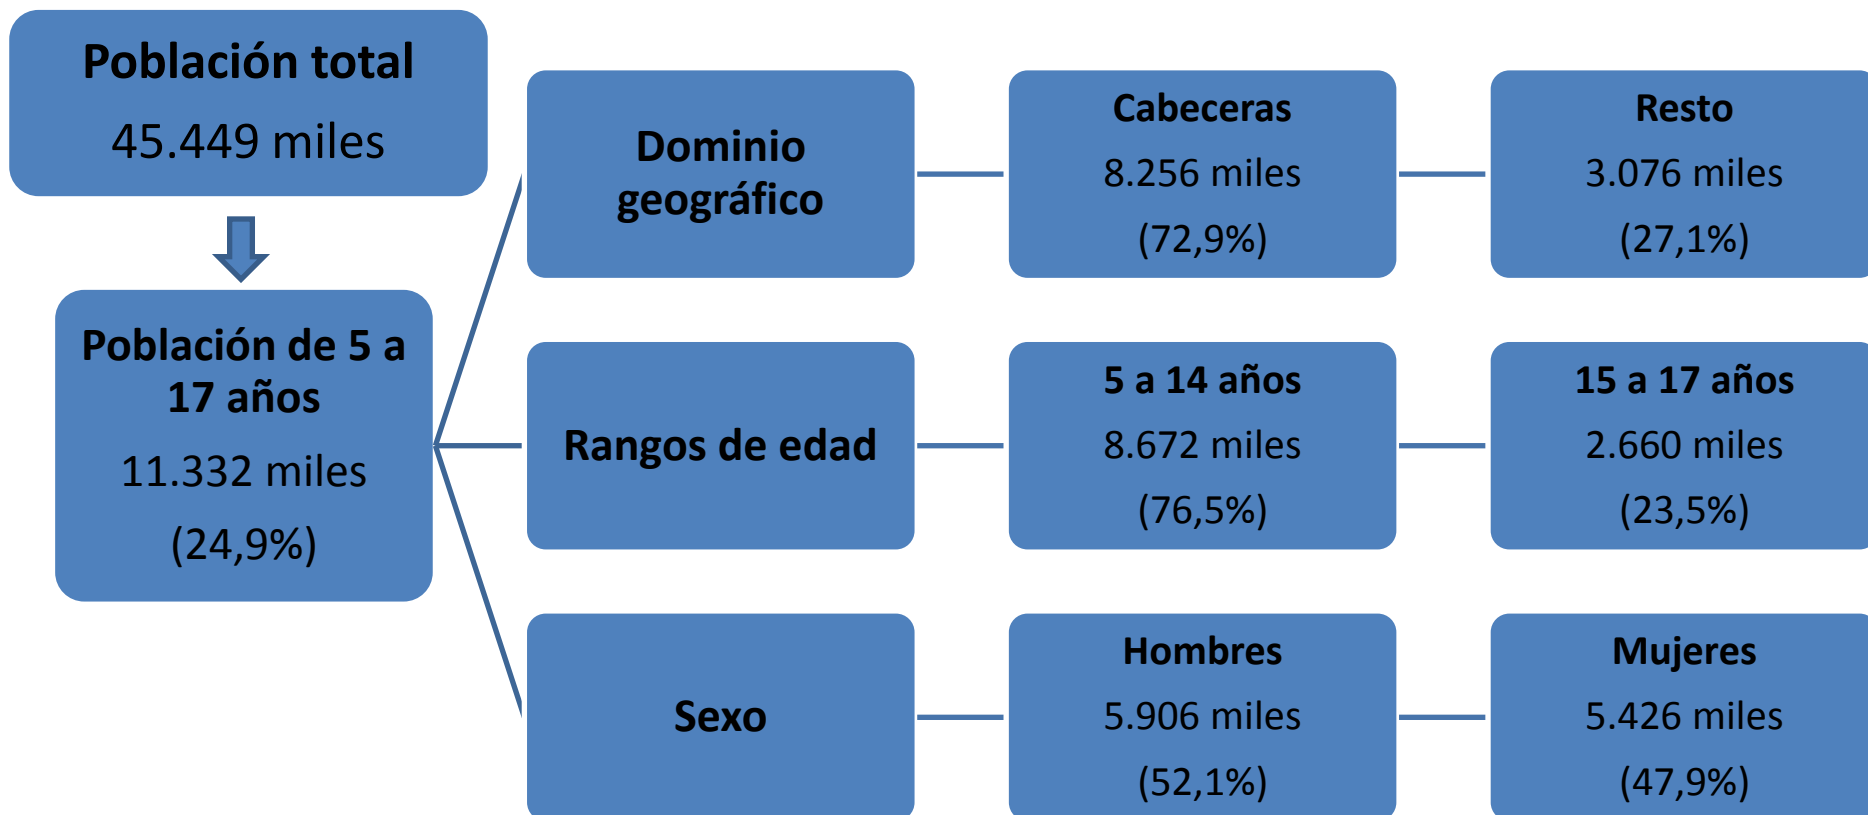 Población total
45.449 miles
Población de 5 a
17 años
11.332 miles
(24,9%)
Dominio
geográfico
Cabeceras
8.256 miles
(72,9%)
Resto
3.076 miles
(27,1%)
Rangos de edad
5 a 14 años
8.672 miles
(76,5%)
15 a 17 años
2.660 miles
(23,5%)
Sexo
Hombres
5.906 miles
(52,1%)
Mujeres
5.426 miles
(47,9%)